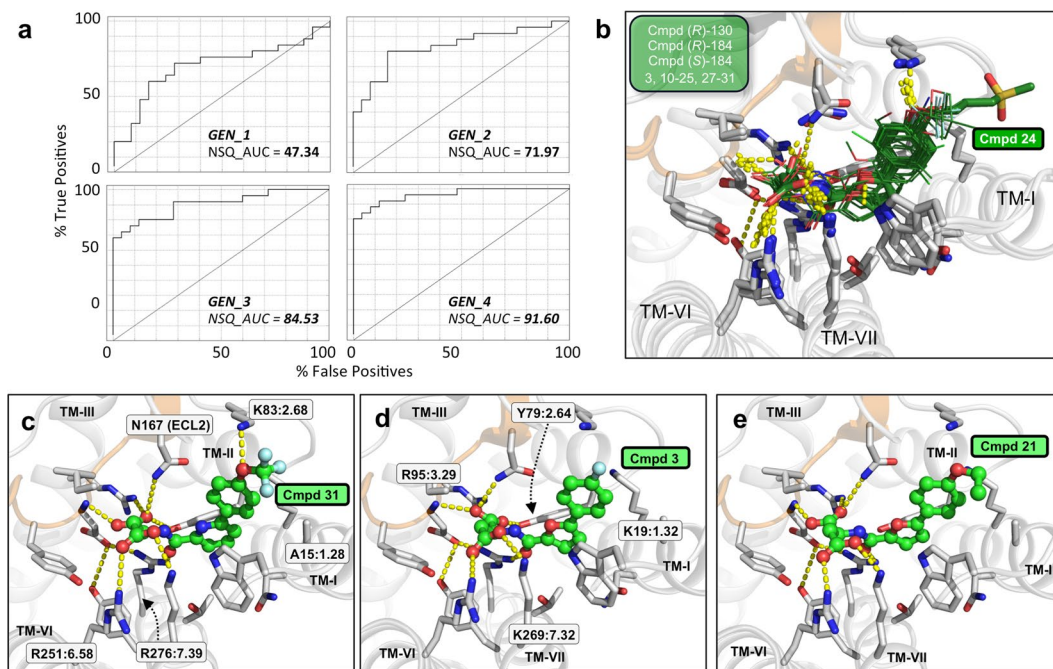 a
% True Positives
100
50
0
GEN_1
NSQ_AUC = 47.34
GEN_2
NSQ_AUC = 71.97
100
50
0
GEN_3
NSQ_AUC = 84.53
GEN_4
NSQ_AUC = 91.60
0
50
100
0
50
100
% False Positives
b
Cmpd (R)-130
Cmpd (R)-184
Cmpd (S)-184
3, 10-25, 27-31
Cmpd 24
TM-I
TM-VI
TM-VII
c
TM-III
K83:2.68
N167 (ECL2)
TM-II
Cmpd 31
A15:1.28
TM-I
TM-VI
R251:6.58
R276:7.39
d
TM-III
Y79:2.64
Cmpd 3
R95:3.29
K19:1.32
TM-I
K269:7.32
TM-VI
TM-VII
e
TM-III
TM-II
Cmpd 21
TM-I
TM-VI
TM-VII